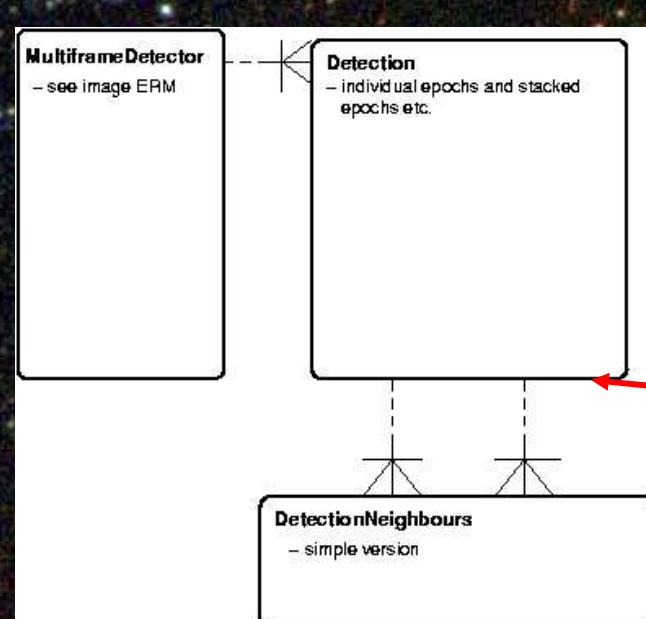 MultiframeDetector
– see image ERM
Detection
– individual epochs and stacked
epochs etc.
DetectionNeighbours
– simple version